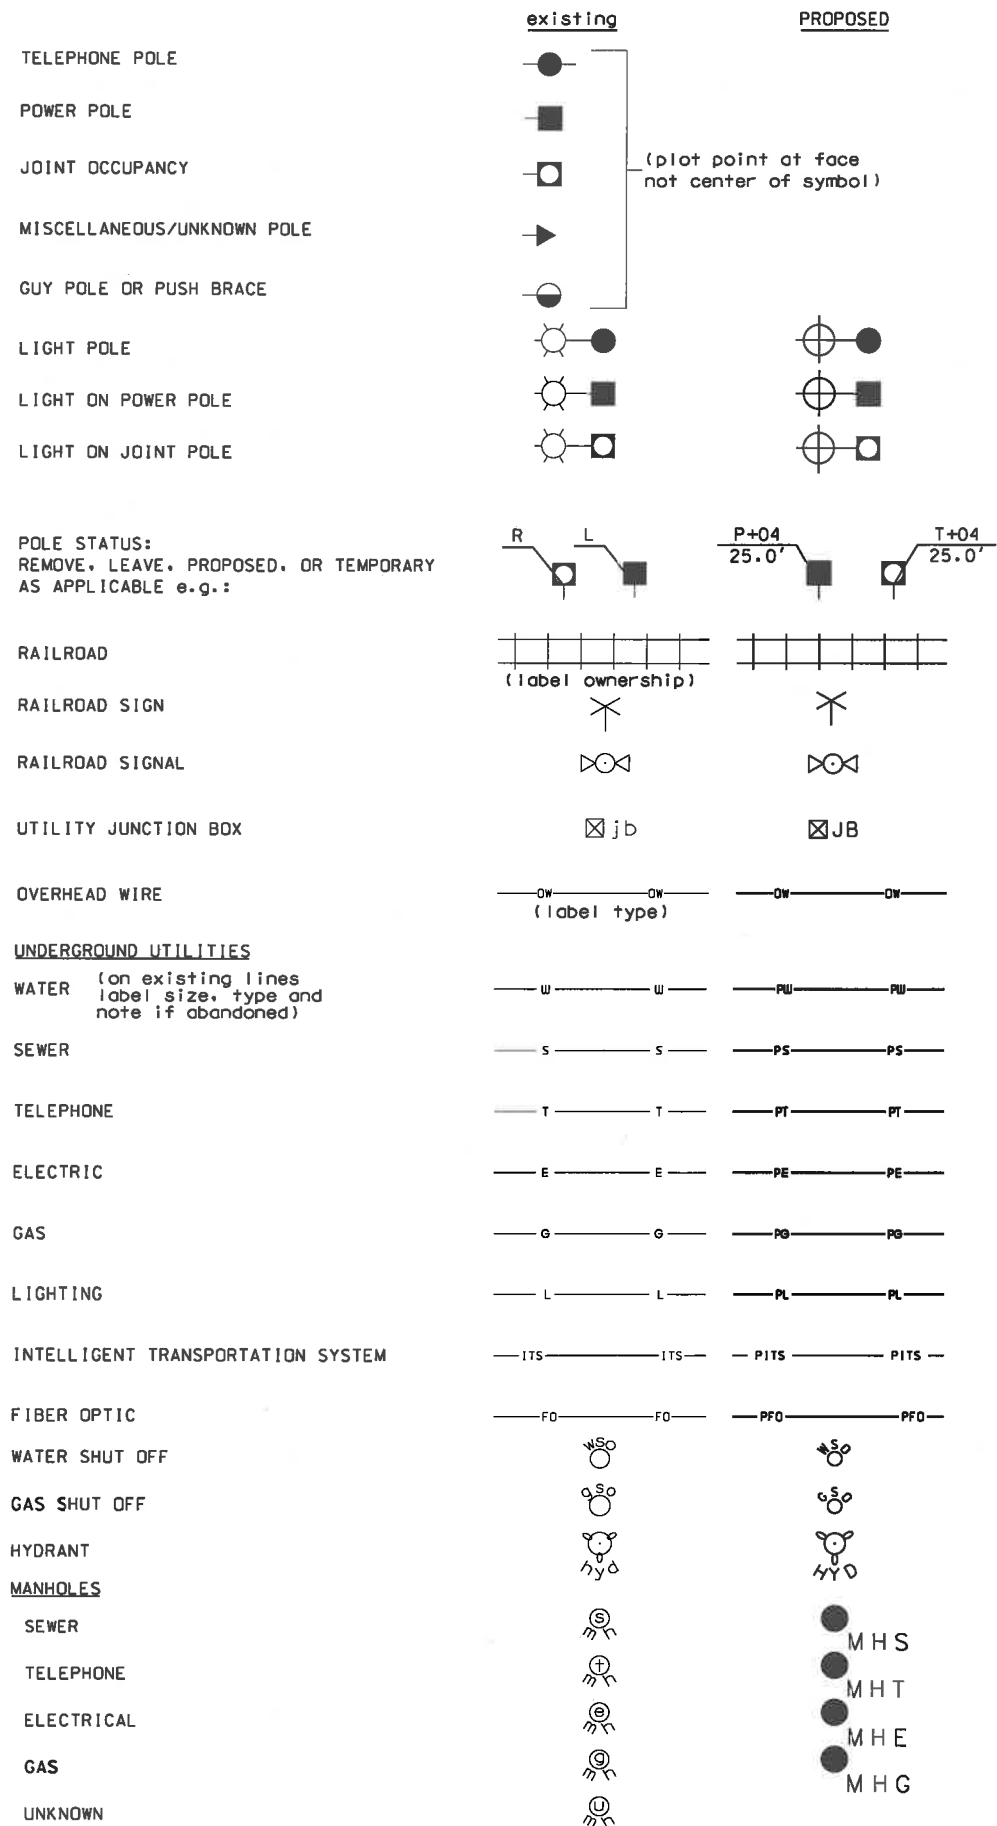 existing PROPOSED
TELEPHONE POLE
POWER POLE
JOINT OCCUPANCY
(plot point at face
not center of symbol)
MISCELLANEOUS/UNKNOWN POLE
GUY POLE OR PUSH BRACE
LIGHT POLE
LIGHT ON POWER POLE
LIGHT ON JOINT POLE
POLE STATUS:
REMOVE, LEAVE, PROPOSED, OR TEMPORARY
AS APPLICABLE e.g.:
R L P+04 T+04
25.0' 25.0'
RAILROAD
(label ownership)
RAILROAD SIGN
RAILROAD SIGNAL
UTILITY JUNCTION BOX jb JB
OVERHEAD WIRE OW OW OW OW
(label type)
UNDERGROUND UTILITIES
WATER (on existing lines
label size, type and
note if abandoned)
W W PW PW
SEWER S S PS PS
TELEPHONE T T PT PT
ELECTRIC E E PE PE
GAS G G PG PG
LIGHTING L L PL PL
INTELLIGENT TRANSPORTATION SYSTEM ITS ITS PITS PITS
FIBER OPTIC FO FO PFO PFO
WATER SHUT OFF wso WSO
GAS SHUT OFF gso GSO
HYDRANT hyd HYD
MANHOLES
SEWER s mh MHS
TELEPHONE t mh MHT
ELECTRICAL e mh MHE
GAS g mh MHG
UNKNOWN u mh